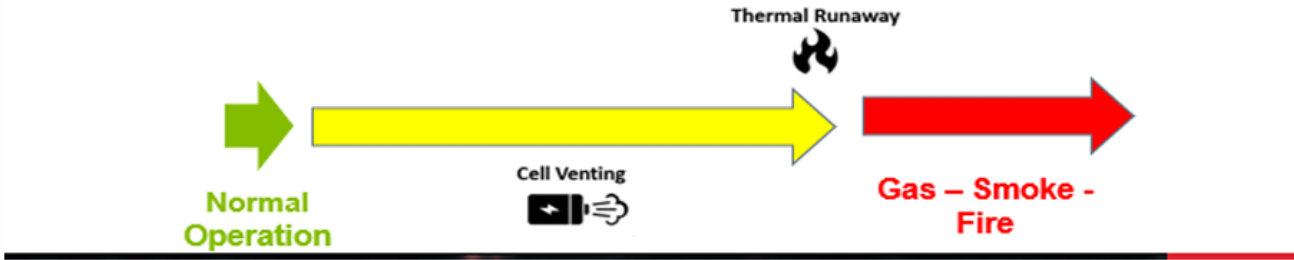 Thermal Runaway
Cell Venting
Normal
Operation
Gas – Smoke -
Fire